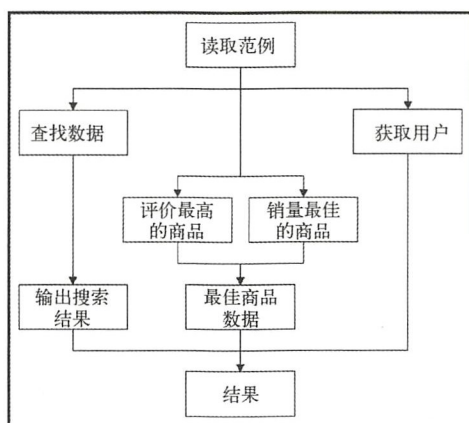 读取范例
查找数据
获取用户
评价最高
的商品
销量最佳
的商品
输出搜索
结果
最佳商品
数据
结果